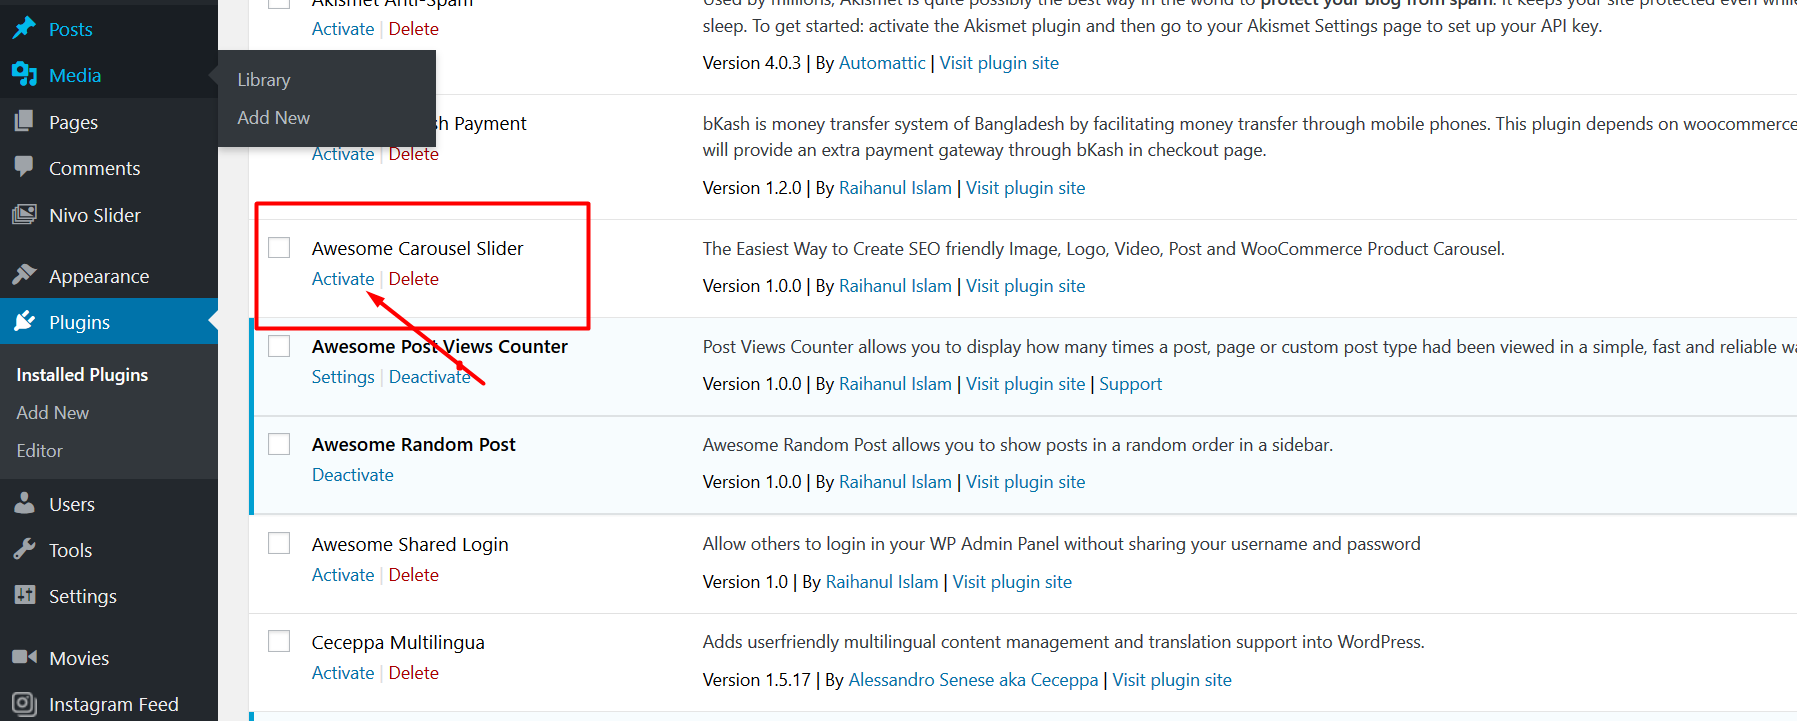 Posts
Media
Library
Add New
Pages
Comments
Nivo Slider
Appearance
Plugins
Installed Plugins
Add New
Editor
Users
Tools
Settings
Movies
Instagram Feed
Akismet Anti-Spam
Activate | Delete
Used by millions, Akismet is quite possibly the best way in the world to protect your blog from spam. It keeps your site protected even while
sleep. To get started: activate the Akismet plugin and then go to your Akismet Settings page to set up your API key.
Version 4.0.3 | By Automattic | Visit plugin site
Payment
Activate | Delete
bKash is money transfer system of Bangladesh by facilitating money transfer through mobile phones. This plugin depends on woocommerce
will provide an extra payment gateway through bKash in checkout page.
Version 1.2.0 | By Raihanul Islam | Visit plugin site
Awesome Carousel Slider
Activate | Delete
The Easiest Way to Create SEO friendly Image, Logo, Video, Post and WooCommerce Product Carousel.
Version 1.0.0 | By Raihanul Islam | Visit plugin site
Awesome Post Views Counter
Settings | Deactivate
Post Views Counter allows you to display how many times a post, page or custom post type had been viewed in a simple, fast and reliable
Version 1.0.0 | By Raihanul Islam | Visit plugin site | Support
Awesome Random Post
Deactivate
Awesome Random Post allows you to show posts in a random order in a sidebar.
Version 1.0.0 | By Raihanul Islam | Visit plugin site
Awesome Shared Login
Activate | Delete
Allow others to login in your WP Admin Panel without sharing your username and password
Version 1.0 | By Raihanul Islam | Visit plugin site
Ceceppa Multilingua
Activate | Delete
Adds userfriendly multilingual content management and translation support into WordPress.
Version 1.5.17 | By Alessandro Senese aka Ceceppa | Visit plugin site